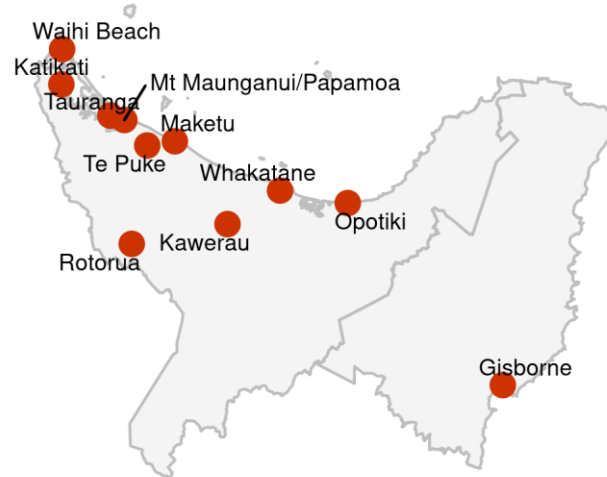 Waihi Beach
Katikati
Mt Maunganui/Papamoa
Tauranga
Maketu
Te Puke
Whakatane
Opotiki
Kawerau
Rotorua
Gisborne